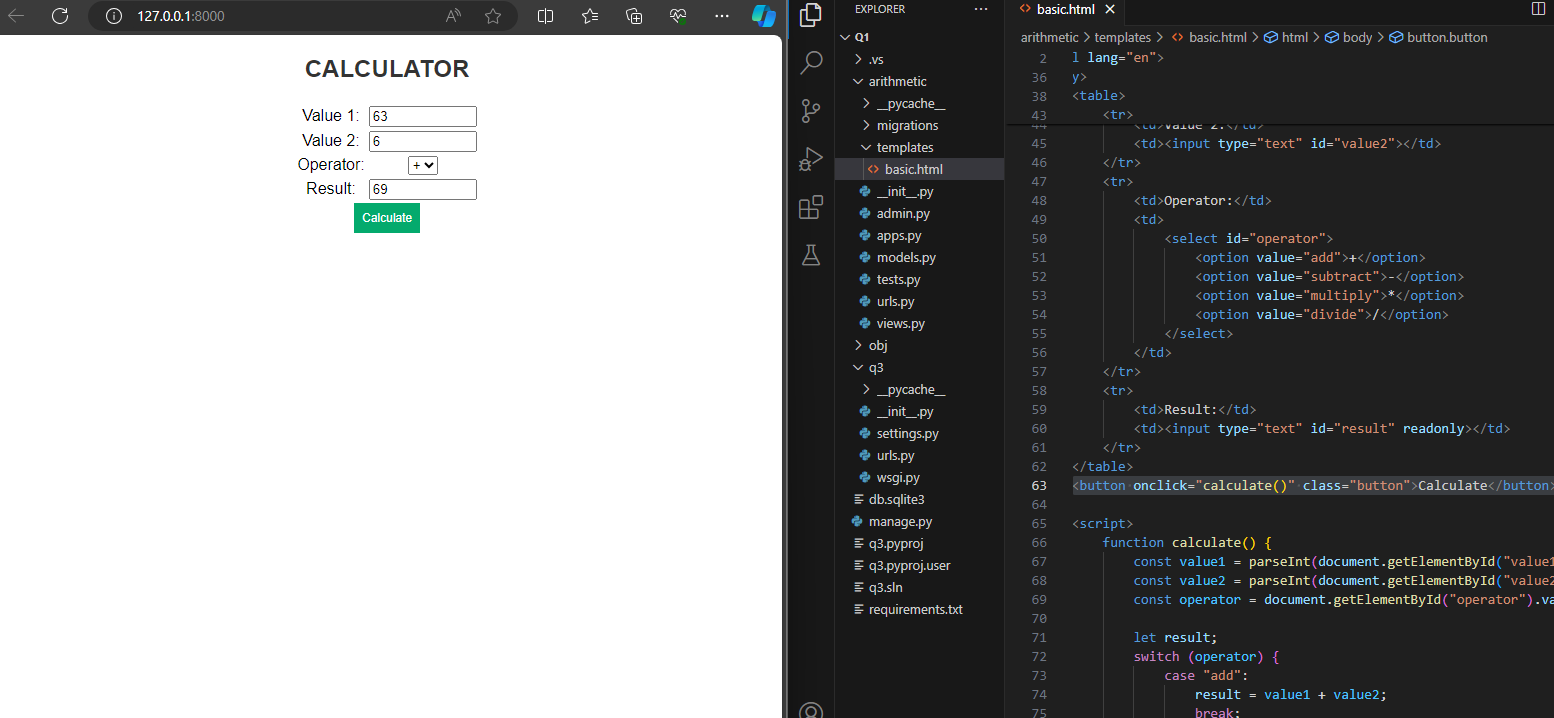 127.0.0.1:8000
CALCULATOR
Value 1: 63
Value 2: 6
Operator: +
Result: 69
Calculate
EXPLORER
Q1
.vs
arithmetic
__pycache__
migrations
templates
basic.html
__init__.py
admin.py
apps.py
models.py
tests.py
urls.py
views.py
obj
q3
__pycache__
__init__.py
settings.py
urls.py
wsgi.py
db.sqlite3
manage.py
q3.pyproj
q3.pyproj.user
q3.sln
requirements.txt
basic.html
arithmetic > templates > basic.html > html > body > button.button
2 l lang="en">
36 y>
38 <table>
43 <tr>
44 <td>Value 2:</td>
45 <td><input type="text" id="value2"></td>
46 </tr>
47 <tr>
48 <td>Operator:</td>
49 <td>
50 <select id="operator">
51 <option value="add">+</option>
52 <option value="subtract">-</option>
53 <option value="multiply">*</option>
54 <option value="divide">/</option>
55 </select>
56 </td>
57 </tr>
58 <tr>
59 <td>Result:</td>
60 <td><input type="text" id="result" readonly></td>
61 </tr>
62 </table>
63 <button onclick="calculate()" class="button">Calculate</button>
64
65 <script>
66 function calculate() {
67 const value1 = parseInt(document.getElementById("value1
68 const value2 = parseInt(document.getElementById("value2
69 const operator = document.getElementById("operator").va
70
71 let result;
72 switch (operator) {
73 case "add":
74 result = value1 + value2;
75 break;